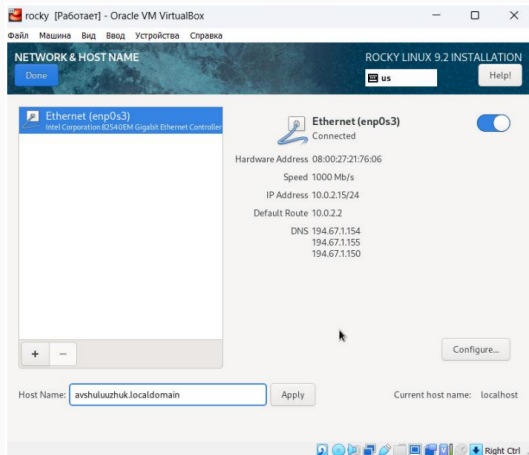 rocky [Работает] - Oracle VM VirtualBox
Файл Машина Вид Ввод Устройства Справка
NETWORK & HOST NAME
ROCKY LINUX 9.2 INSTALLATION
Done
us
Help!
Ethernet (enp0s3)
Intel Corporation 82540EM Gigabit Ethernet Controller
Ethernet (enp0s3)
Connected
Hardware Address 08:00:27:21:76:06
Speed 1000 Mb/s
IP Address 10.0.2.15/24
Default Route 10.0.2.2
DNS 194.67.1.154
194.67.1.155
194.67.1.150
+ −
Configure...
Host Name: avshuluuzhuk.localdomain Apply Current host name: localhost
Right Ctrl